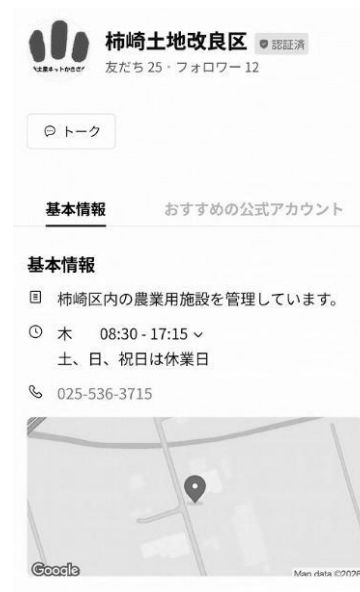 柿崎土地改良区 認証済
友だち 25・フォロワー 12
トーク
基本情報 おすすめの公式アカウント
基本情報
柿崎区内の農業用施設を管理しています。
木 08:30 - 17:15
土、日、祝日は休業日
025-536-3715
Google
Map data ©2026